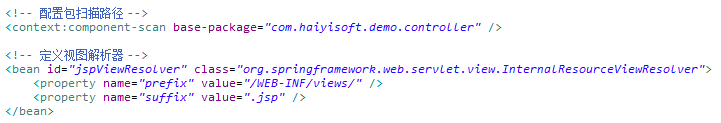 <!-- 配置包扫描路径 -->
<context:component-scan base-package="com.haiyisoft.demo.controller" />
<!-- 定义视图解析器 -->
<bean id="jspViewResolver" class="org.springframework.web.servlet.view.InternalResourceViewResolver">
<property name="prefix" value="/WEB-INF/views/" />
<property name="suffix" value=".jsp" />
</bean>